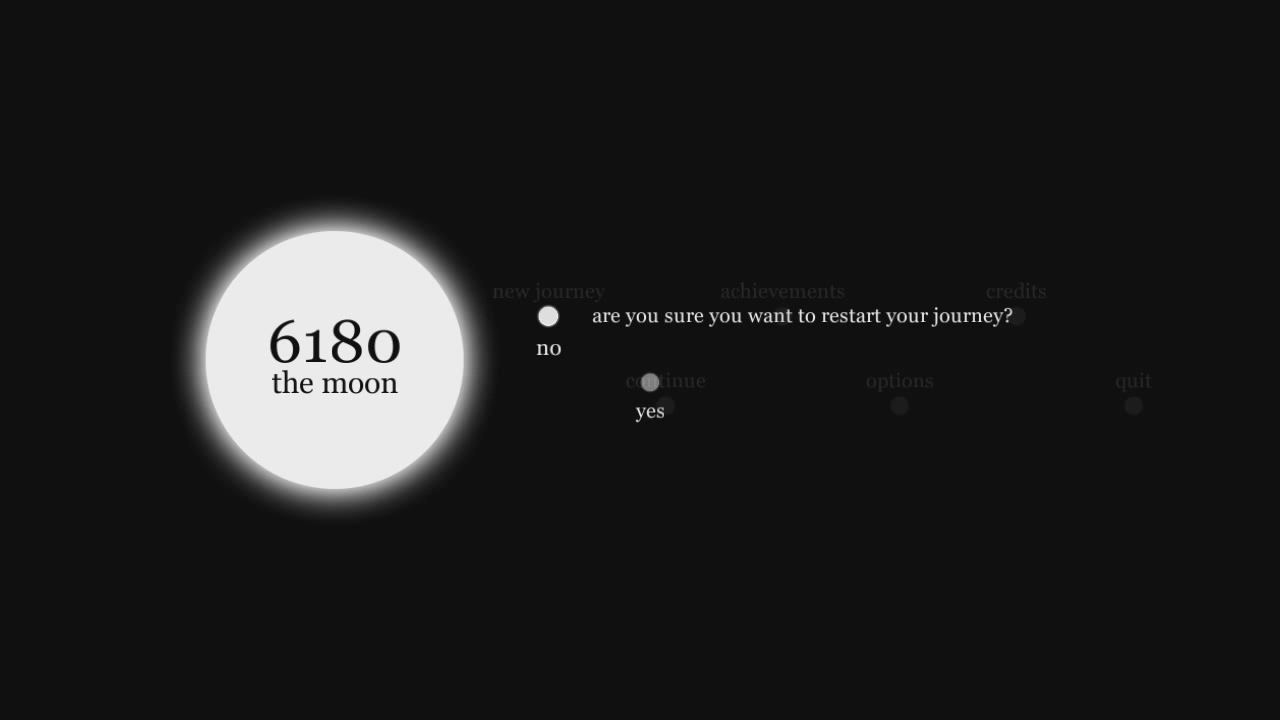 6180
the moon
new journey
achievements
credits
are you sure you want to restart your journey?
no
continue
options
quit
yes